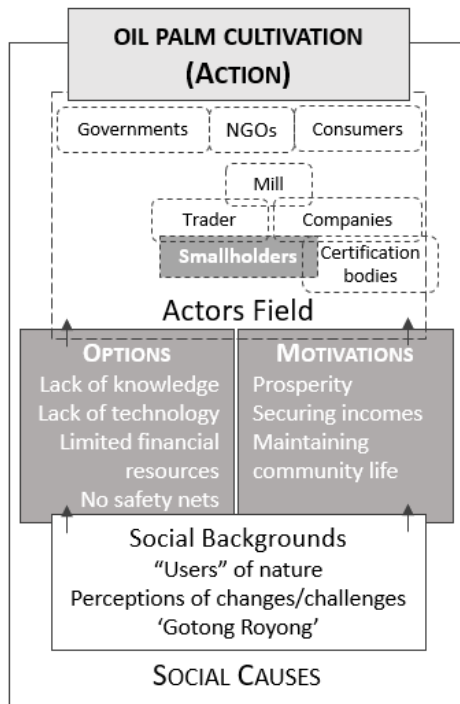 OIL PALM CULTIVATION
(ACTION)
Governments NGOs Consumers
Mill
Trader Companies
Smallholders Certification
bodies
Actors Field
OPTIONS
Lack of knowledge
Lack of technology
Limited financial
resources
No safety nets
MOTIVATIONS
Prosperity
Securing incomes
Maintaining
community life
Social Backgrounds
“Users” of nature
Perceptions of changes/challenges
‘Gotong Royong’
SOCIAL CAUSES